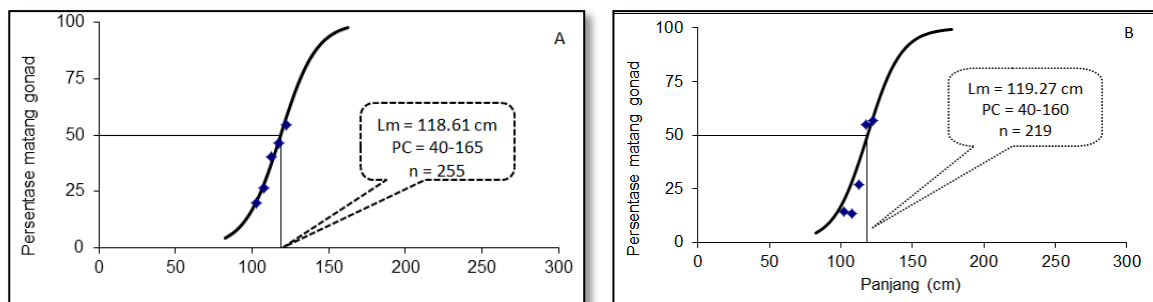 A
Persentase matang gonad
100
75
50
25
0
0 50 100 150 200 250 300
Lm = 118.61 cm
PC = 40-165
n = 255
B
Persentase matang gonad
100
75
50
25
0
0 50 100 150 200 250 300
Panjang (cm)
Lm = 119.27 cm
PC = 40-160
n = 219